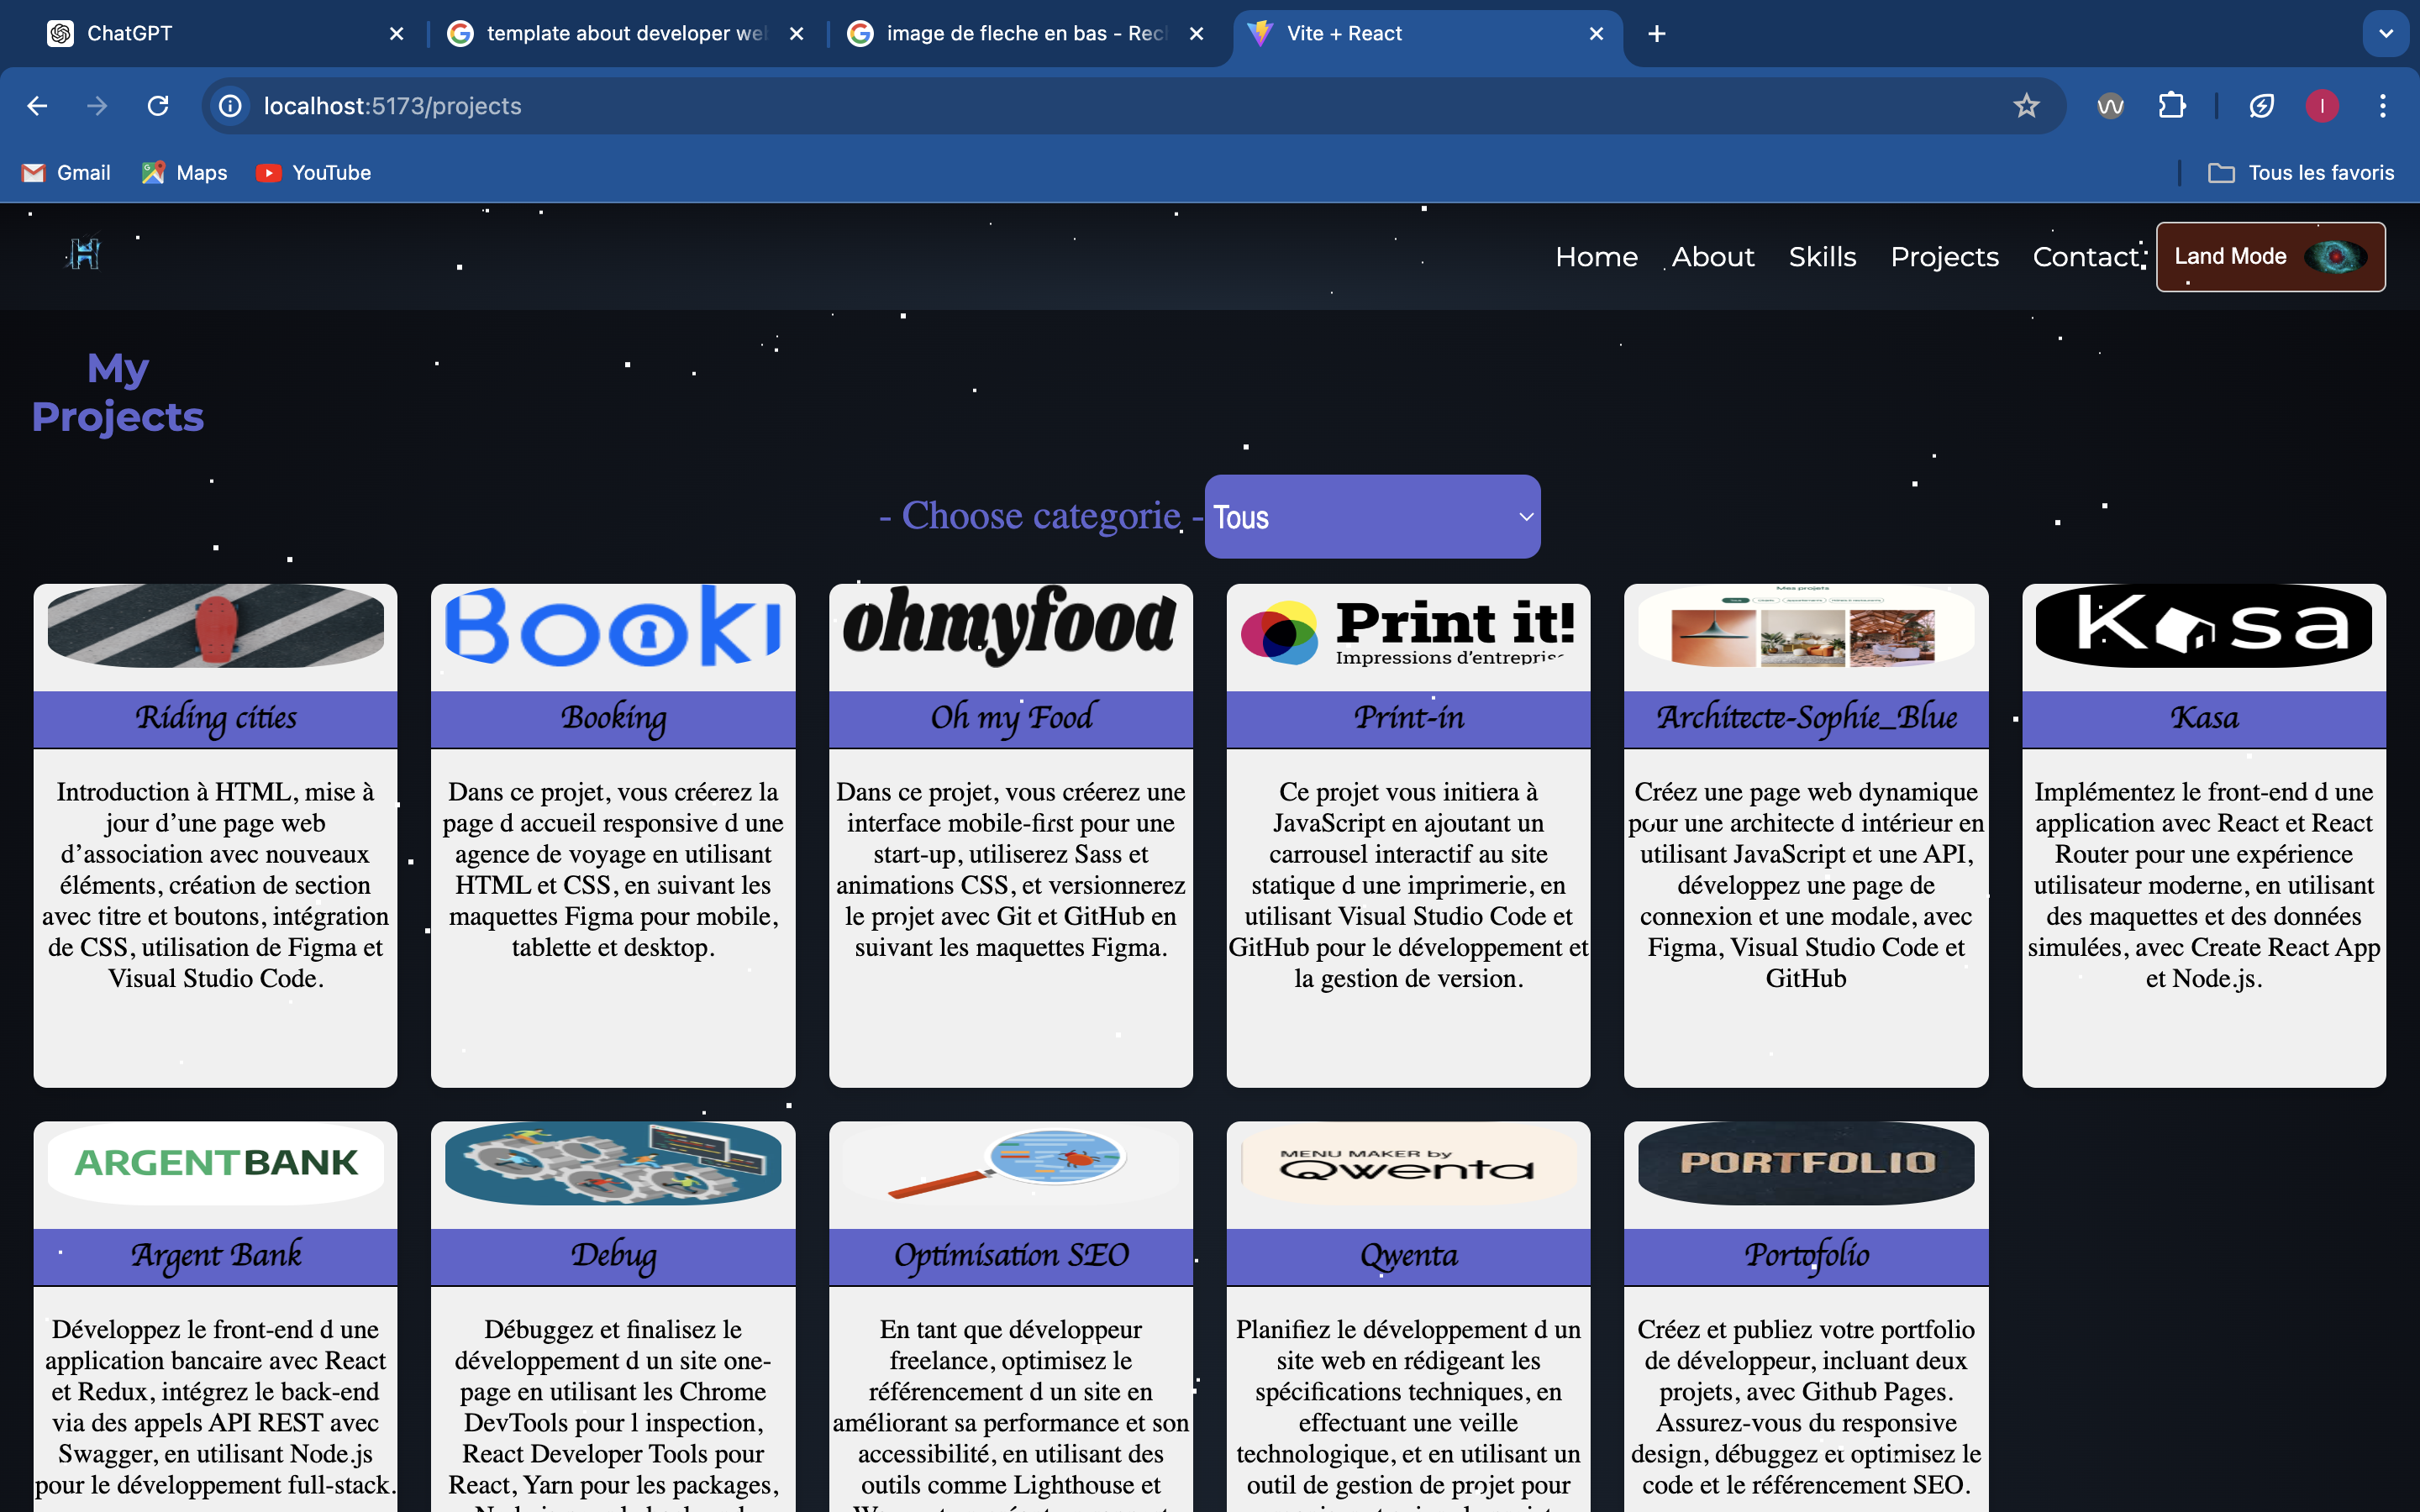 ChatGPT
template about developer we
image de fleche en bas - Rec
Vite + React
localhost:5173/projects
Gmail
Maps
YouTube
Tous les favoris
H
Home
About
Skills
Projects
Contact
Land Mode
My
Projects
- Choose categorie -
Tous
Riding cities
Introduction à HTML, mise à
jour d’une page web
d’association avec nouveaux
éléments, création de section
avec titre et boutons, intégration
de CSS, utilisation de Figma et
Visual Studio Code.
Booki
Booking
Dans ce projet, vous créerez la
page d accueil responsive d une
agence de voyage en utilisant
HTML et CSS, en suivant les
maquettes Figma pour mobile,
tablette et desktop.
ohmyfood
Oh my Food
Dans ce projet, vous créerez une
interface mobile-first pour une
start-up, utiliserez Sass et
animations CSS, et versionnerez
le projet avec Git et GitHub en
suivant les maquettes Figma.
Print it!
Impressions d’entreprise
Print-in
Ce projet vous initiera à
JavaScript en ajoutant un
carrousel interactif au site
statique d une imprimerie, en
utilisant Visual Studio Code et
GitHub pour le développement et
la gestion de version.
Mes projets
Architecte-Sophie_Blue
Créez une page web dynamique
pour une architecte d intérieur en
utilisant JavaScript et une API,
développez une page de
connexion et une modale, avec
Figma, Visual Studio Code et
GitHub
Kasa
Kasa
Implémentez le front-end d une
application avec React et React
Router pour une expérience
utilisateur moderne, en utilisant
des maquettes et des données
simulées, avec Create React App
et Node.js.
ARGENTBANK
Argent Bank
Développez le front-end d une
application bancaire avec React
et Redux, intégrez le back-end
via des appels API REST avec
Swagger, en utilisant Node.js
pour le développement full-stack.
Debug
Débuggez et finalisez le
développement d un site one-
page en utilisant les Chrome
DevTools pour l inspection,
React Developer Tools pour
React, Yarn pour les packages,
Optimisation SEO
En tant que développeur
freelance, optimisez le
référencement d un site en
améliorant sa performance et son
accessibilité, en utilisant des
outils comme Lighthouse et
MENU MAKER by
Qwenta
Qwenta
Planifiez le développement d un
site web en rédigeant les
spécifications techniques, en
effectuant une veille
technologique, et en utilisant un
outil de gestion de projet pour
PORTFOLIO
Portofolio
Créez et publiez votre portfolio
de développeur, incluant deux
projets, avec Github Pages.
Assurez-vous du responsive
design, débuggez et optimisez le
code et le référencement SEO.